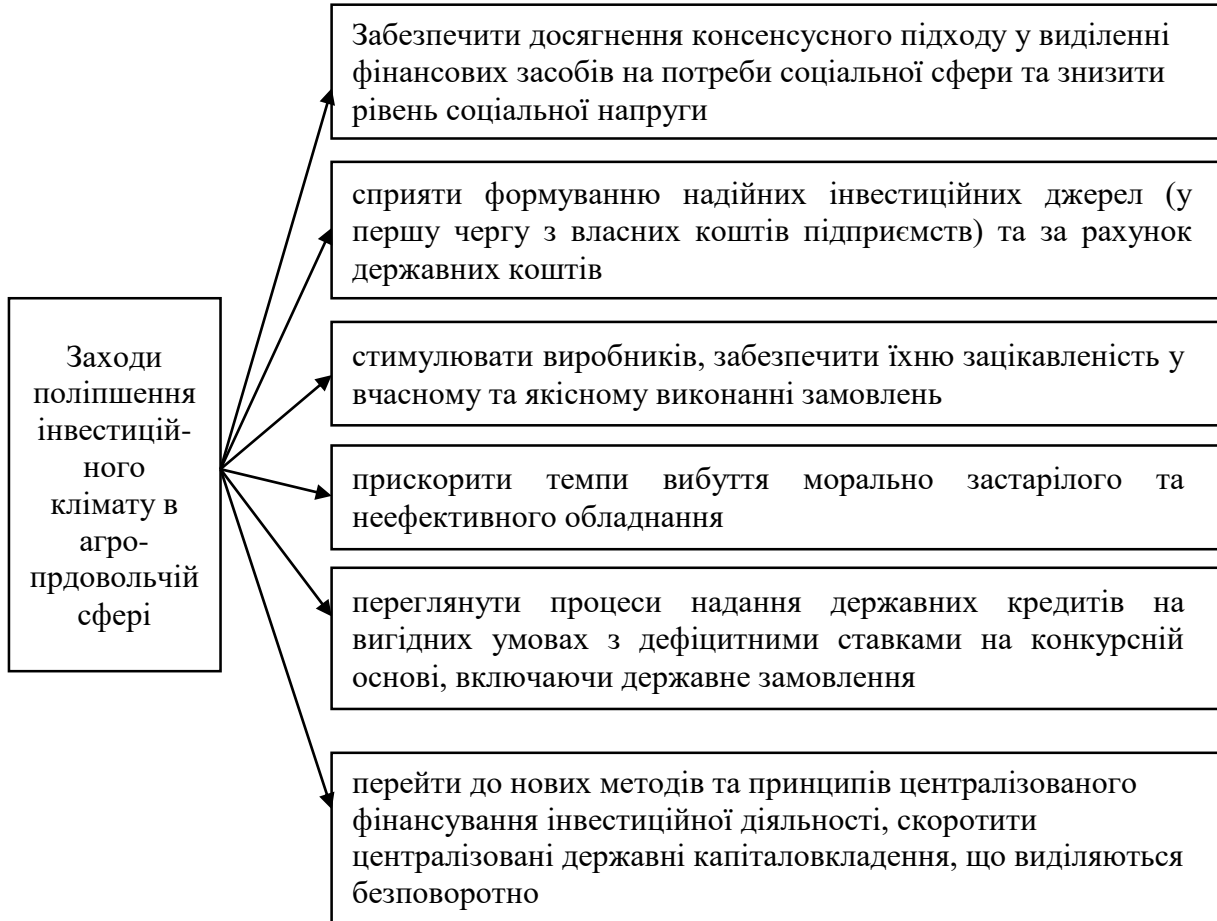 Забезпечити досягнення консенсусного підходу у виділенні
фінансових засобів на потреби соціальної сфери та знизити
рівень соціальної напруги
сприяти формуванню надійних інвестиційних джерел (у
першу чергу з власних коштів підприємств) та за рахунок
державних коштів
Заходи
поліпшення
інвестицій-
ного
клімату в
агро-
прдовольчій
сфері
стимулювати виробників, забезпечити їхню зацікавленість у
вчасному та якісному виконанні замовлень
прискорити темпи вибуття морально застарілого та
неефективного обладнання
переглянути процеси надання державних кредитів на
вигідних умовах з дефіцитними ставками на конкурсній
основі, включаючи державне замовлення
перейти до нових методів та принципів централізованого
фінансування інвестиційної діяльності, скоротити
централізовані державні капіталовкладення, що виділяються
безповоротно